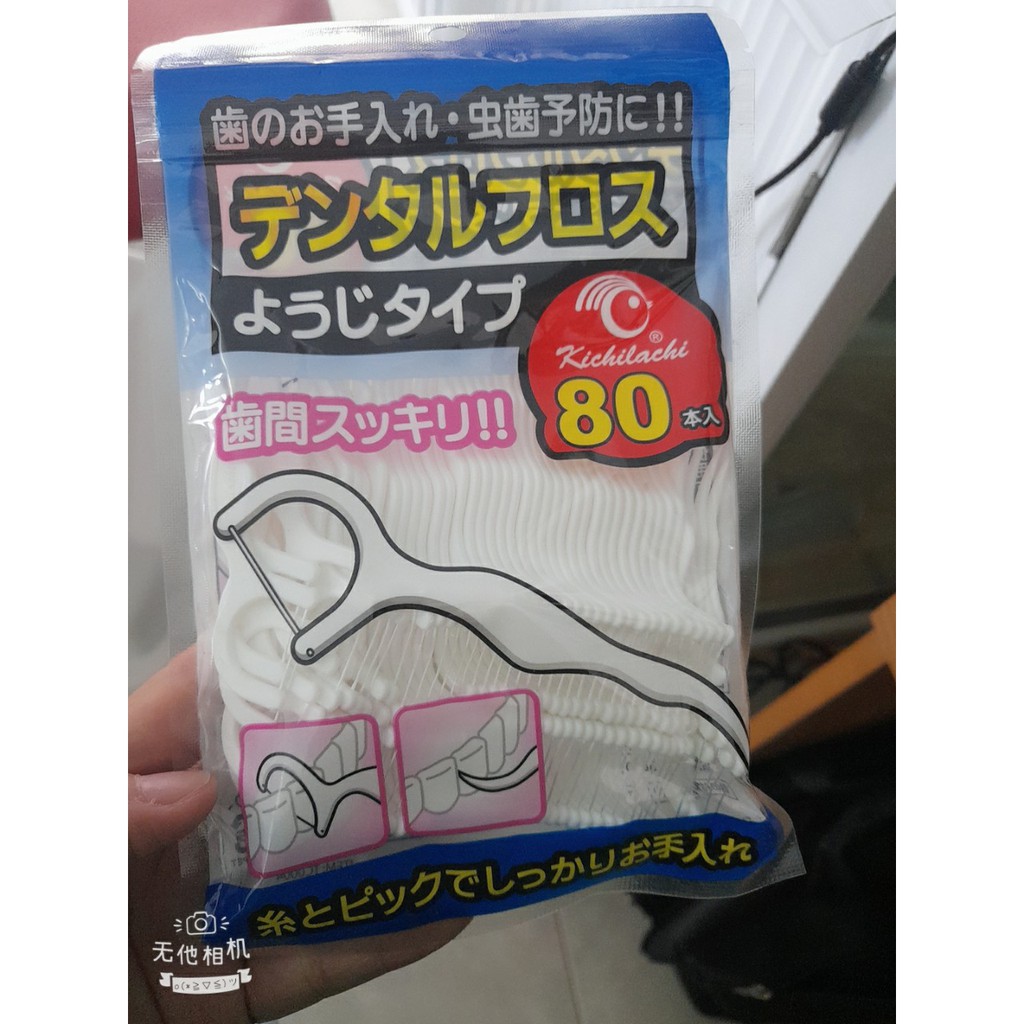 歯のお手入れ・虫歯予防に!!
デンタルフロス
ようじタイプ
Kichilachi®
80本入
歯間スッキリ!!
糸とピックでしっかりお手入れ
无他相机